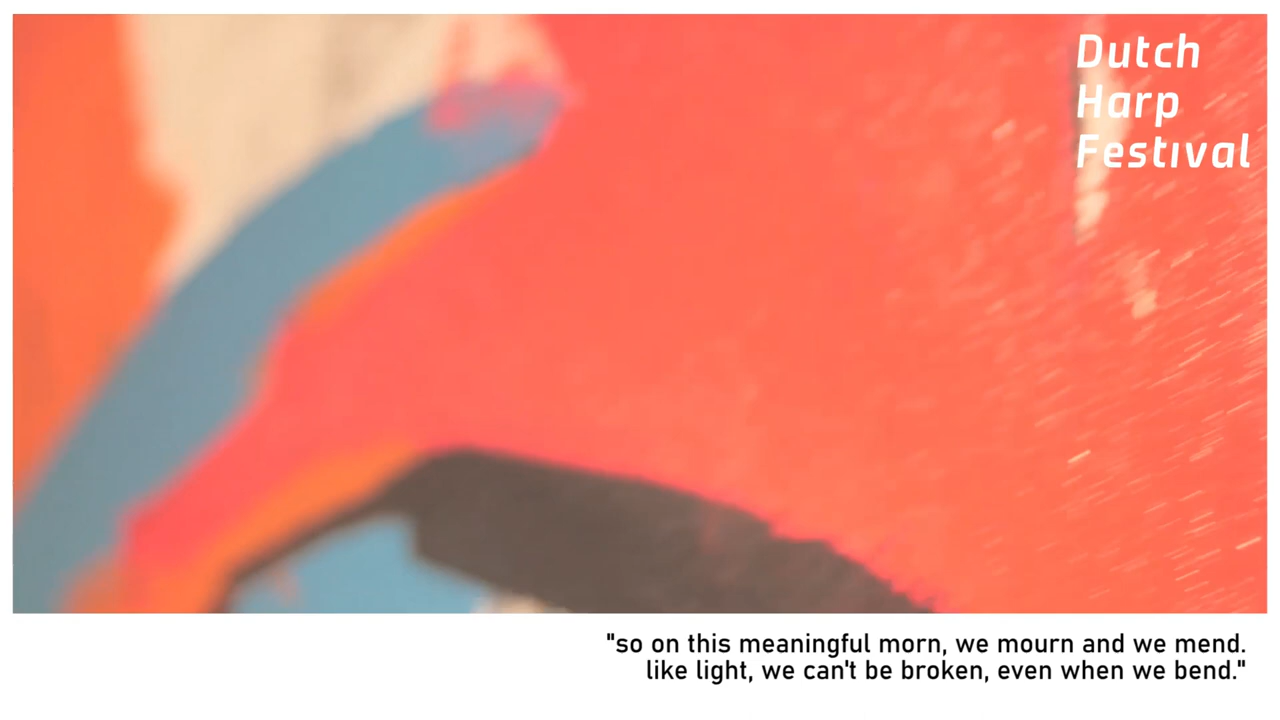 Dutch
Harp
Festival
"so on this meaningful morn, we mourn and we mend.
like light, we can't be broken, even when we bend."